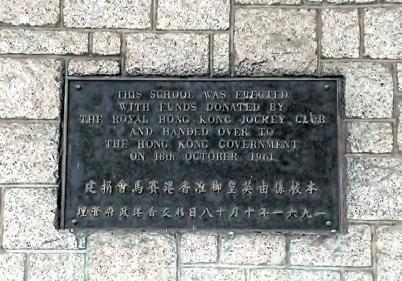 THIS SCHOOL WAS ERECTED
WITH FUNDS DONATED BY
THE ROYAL HONG KONG JOCKEY CLUB
AND HANDED OVER TO
THE HONG KONG GOVERNMENT
ON 18th OCTOBER 1961
本校係由英皇御准香港賽馬會捐建
一九六一年十月十八日移交香港政府管理